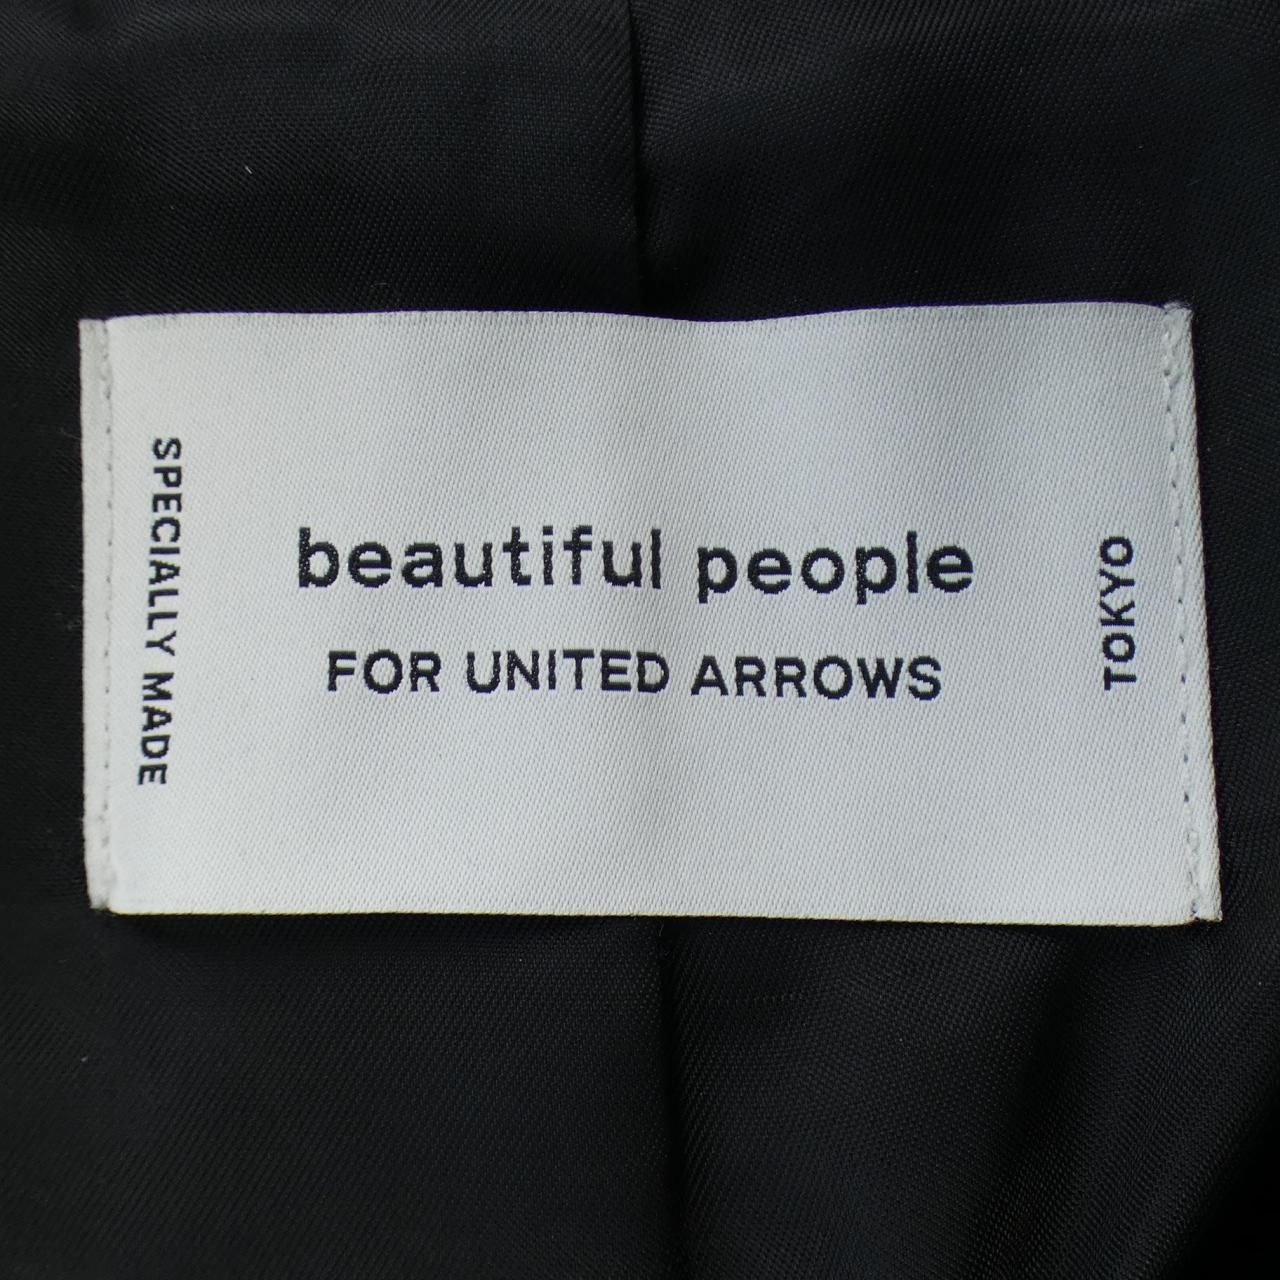 SPECIALLY MADE
beautiful people
FOR UNITED ARROWS
TOKYO